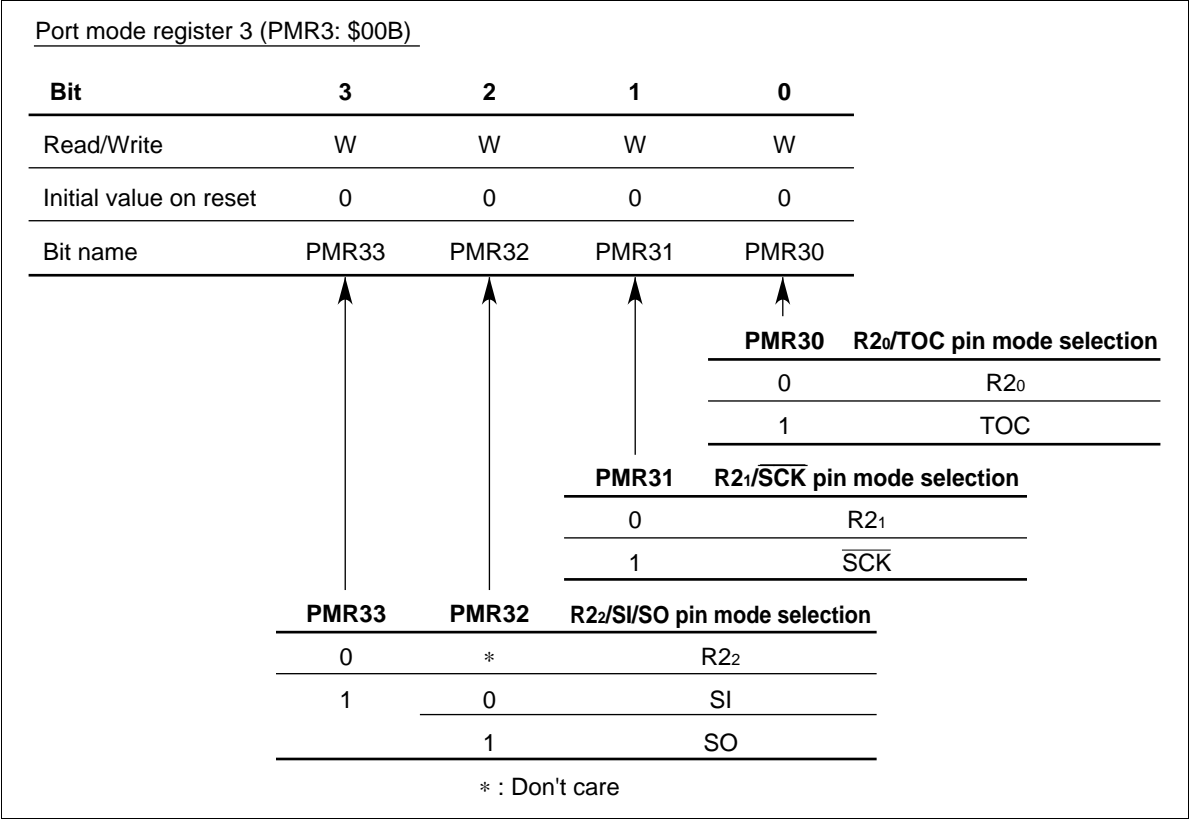 Port mode register 3 (PMR3: $00B)
Bit 3 2 1 0
Read/Write W W W W
Initial value on reset 0 0 0 0
Bit name PMR33 PMR32 PMR31 PMR30
PMR30 R2₀/TOC pin mode selection
0 R2₀
1 TOC
PMR31 R2₁/S̅C̅K̅ pin mode selection
0 R2₁
1 S̅C̅K̅
PMR33 PMR32 R2₂/SI/SO pin mode selection
0 * R2₂
1 0 SI
1 SO
* : Don't care